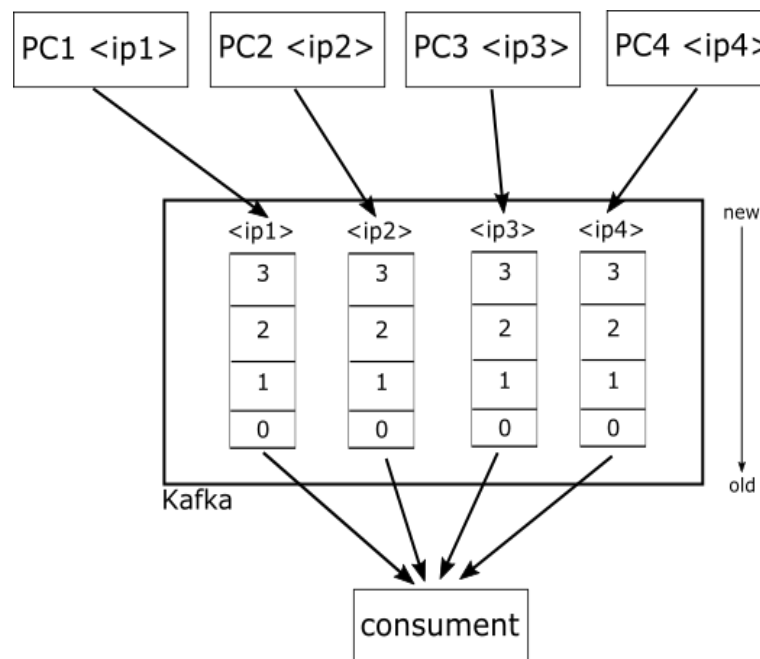 PC1 <ip1>
PC2 <ip2>
PC3 <ip3>
PC4 <ip4>
new
<ip1>
<ip2>
<ip3>
<ip4>
3
3
3
3
2
2
2
2
1
1
1
1
0
0
0
0
old
Kafka
consument